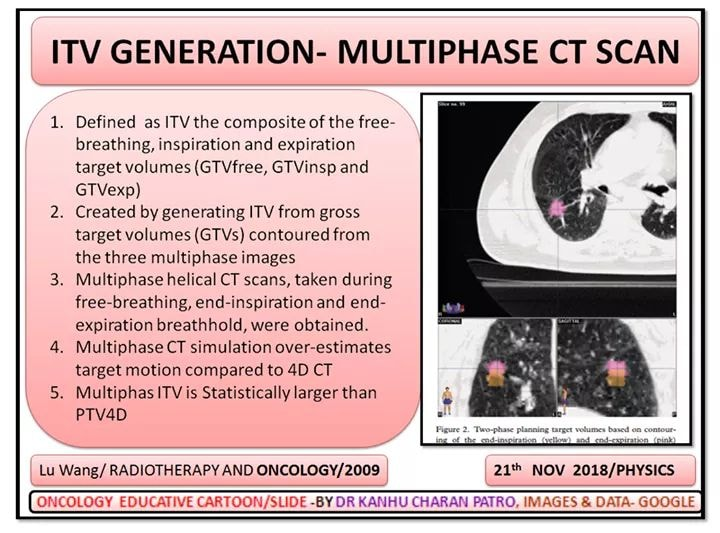 ITV GENERATION- MULTIPHASE CT SCAN
1. Defined as ITV the composite of the free-
breathing, inspiration and expiration
target volumes (GTVfree, GTVinsp and
GTVexp)
2. Created by generating ITV from gross
target volumes (GTVs) contoured from
the three multiphase images
3. Multiphase helical CT scans, taken during
free-breathing, end-inspiration and end-
expiration breathhold, were obtained.
4. Multiphase CT simulation over-estimates
target motion compared to 4D CT
5. Multiphas ITV is Statistically larger than
PTV4D
Slice no. 99
CORONAL
SAGITTAL
Figure 2. Two-phase planning target volumes based on contour-
ing of the end-inspiration (yellow) and end-expiration (pink)
Lu Wang/ RADIOTHERAPY AND ONCOLOGY/2009
21th NOV 2018/PHYSICS
ONCOLOGY EDUCATIVE CARTOON/SLIDE -BY DR KANHU CHARAN PATRO, IMAGES & DATA- GOOGLE